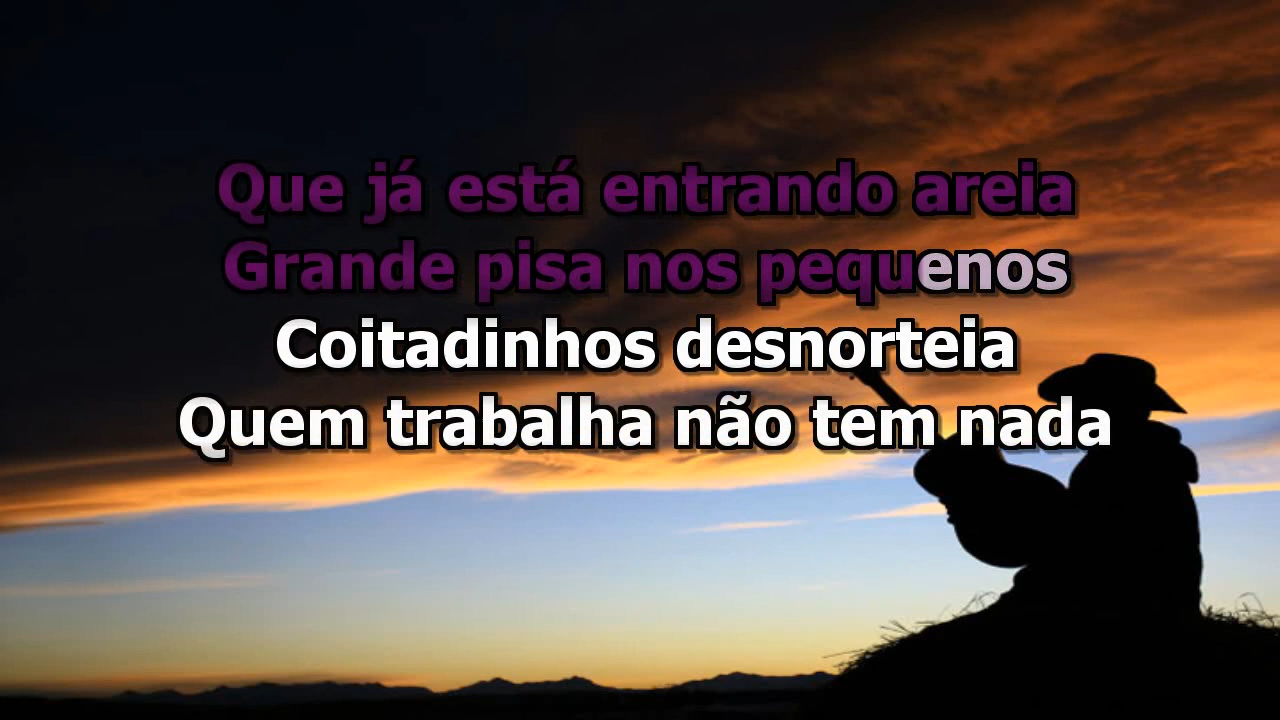 Que já está entrando areia
Grande pisa nos pequenos
Coitadinhos desnorteia
Quem trabalha não tem nada